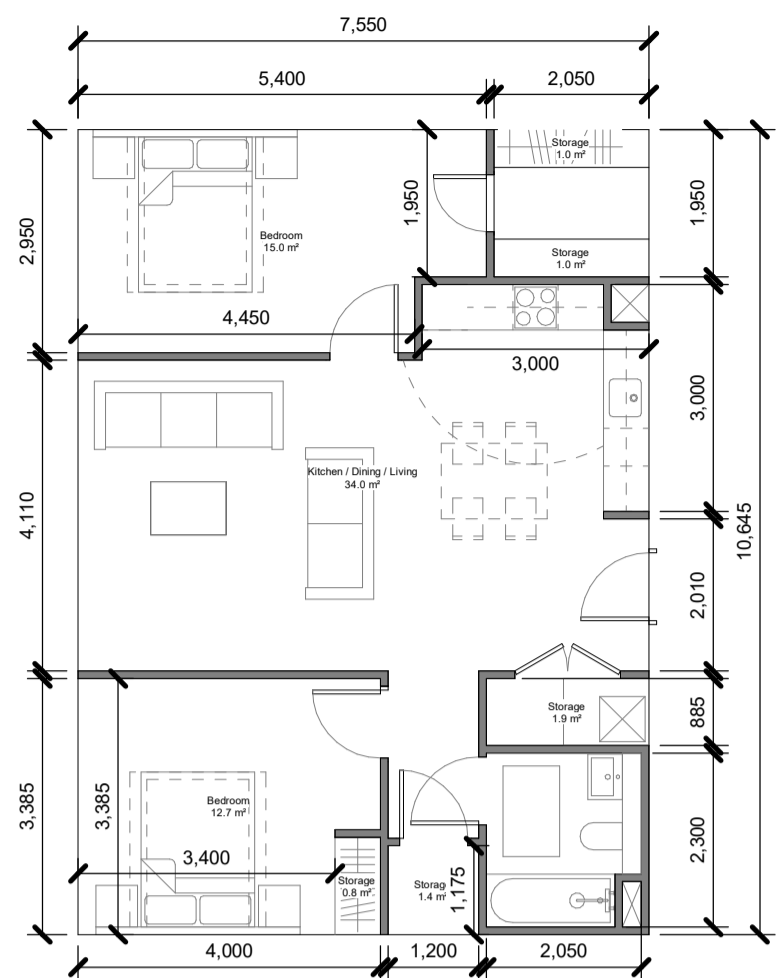 7,550
5,400
2,050
Storage
1.0 m²
1,950
1,950
2,950
Bedroom
15.0 m²
Storage
1.0 m²
4,450
3,000
3,000
Kitchen / Dining / Living
34.0 m²
4,110
10,645
2,010
Storage
1.9 m²
885
3,385
3,385
Bedroom
12.7 m²
3,400
Storage
0.8 m²
1.4 m
1,175
2,300
4,000
1,200
2,050